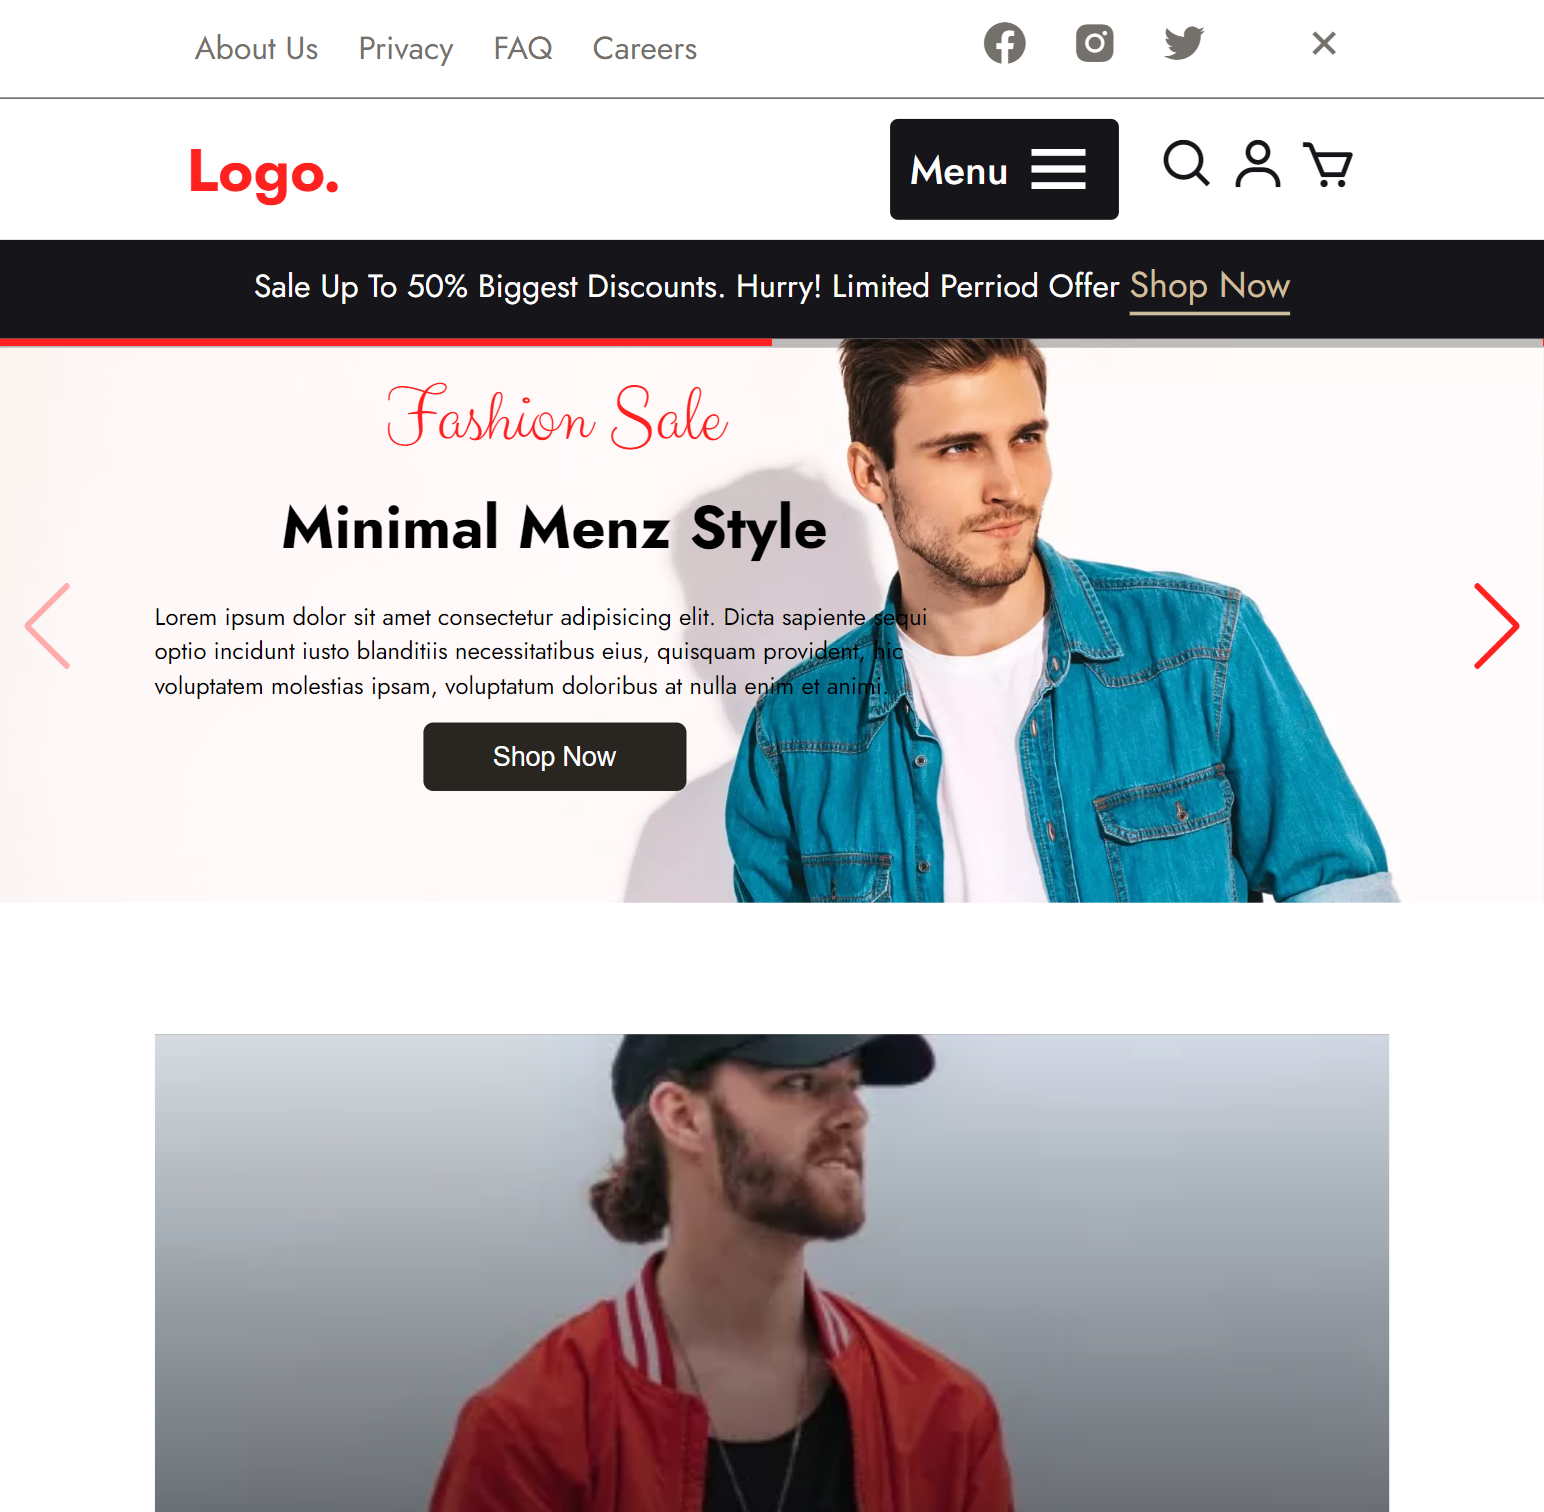 About Us Privacy FAQ Careers
Logo.
Menu
Sale Up To 50% Biggest Discounts. Hurry! Limited Perriod Offer Shop Now
Fashion Sale
Minimal Menz Style
Lorem ipsum dolor sit amet consectetur adipisicing elit. Dicta sapiente sequi
optio incidunt iusto blanditiis necessitatibus eius, quisquam provident, hic
voluptatem molestias ipsam, voluptatum doloribus at nulla enim et animi.
Shop Now